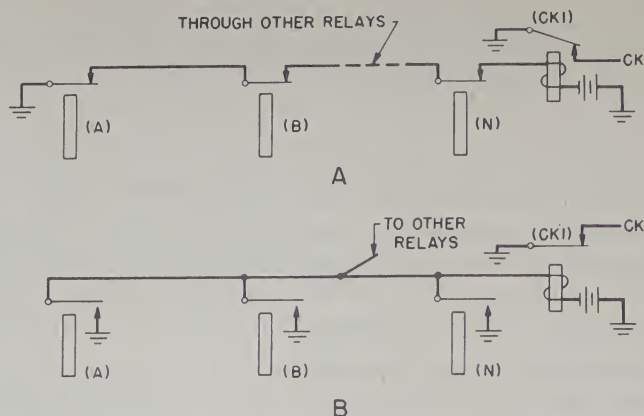 THROUGH OTHER RELAYS
(CK1)
CK
(A)
(B)
(N)
A
TO OTHER
RELAYS
(CK1)
CK
(A)
(B)
(N)
B